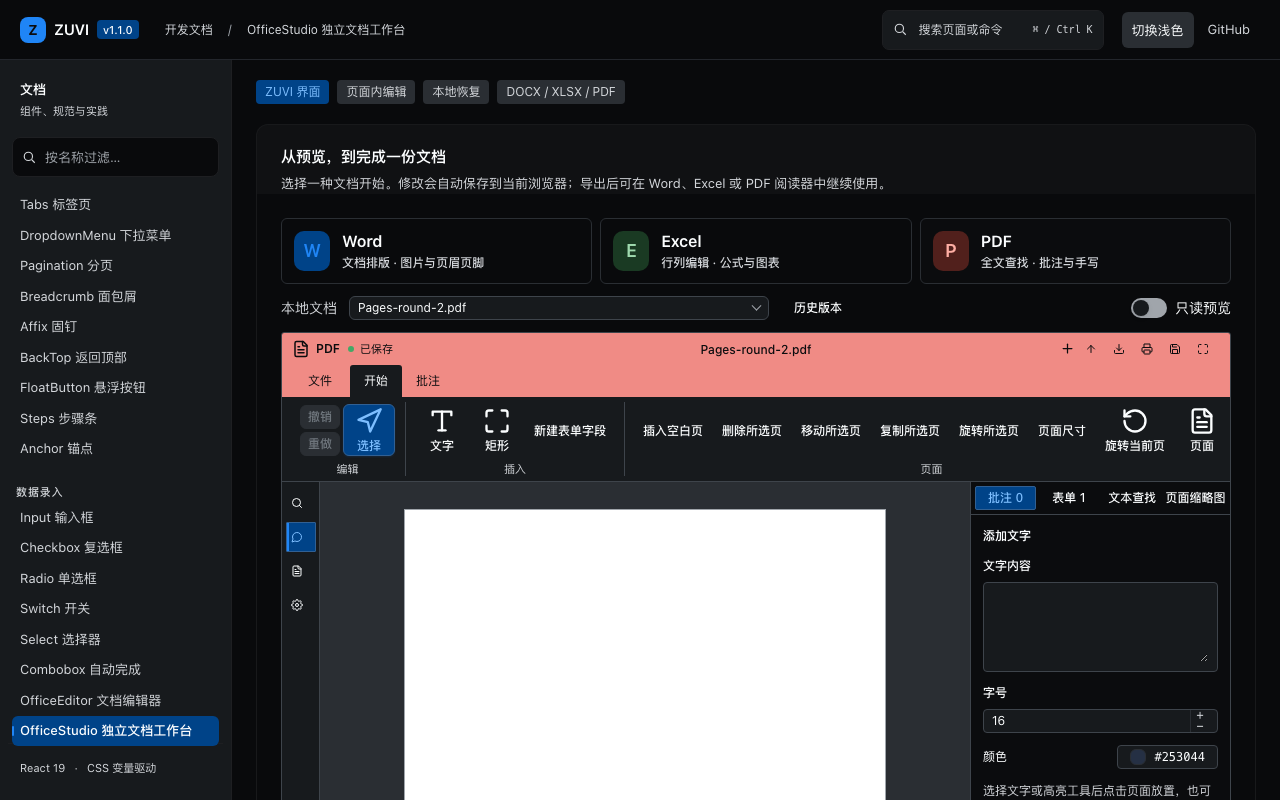 Z ZUVI v1.1.0 开发文档 / OfficeStudio 独立文档工作台 搜索页面或命令 ⌘ / Ctrl K 切换浅色 GitHub
文档
组件、规范与实践
按名称过滤...
Tabs 标签页
DropdownMenu 下拉菜单
Pagination 分页
Breadcrumb 面包屑
Affix 固钉
BackTop 返回顶部
FloatButton 悬浮按钮
Steps 步骤条
Anchor 锚点
数据录入
Input 输入框
Checkbox 复选框
Radio 单选框
Switch 开关
Select 选择器
Combobox 自动完成
OfficeEditor 文档编辑器
OfficeStudio 独立文档工作台
React 19 · CSS 变量驱动
ZUVI 界面 页面内编辑 本地恢复 DOCX / XLSX / PDF
从预览，到完成一份文档
选择一种文档开始。修改会自动保存到当前浏览器；导出后可在 Word、Excel 或 PDF 阅读器中继续使用。
W Word
文档排版 · 图片与页眉页脚
E Excel
行列编辑 · 公式与图表
P PDF
全文查找 · 批注与手写
本地文档 Pages-round-2.pdf 历史版本 只读预览
PDF 已保存 Pages-round-2.pdf
文件 开始 批注
撤销 重做 选择 文字 矩形 新建表单字段 插入空白页 删除所选页 移动所选页 复制所选页 旋转所选页 页面尺寸 旋转当前页 页面
编辑 插入 页面
批注 0 表单 1 文本查找 页面缩略图
添加文字
文字内容
字号
16
颜色 #253044
选择文字或高亮工具后点击页面放置，也可